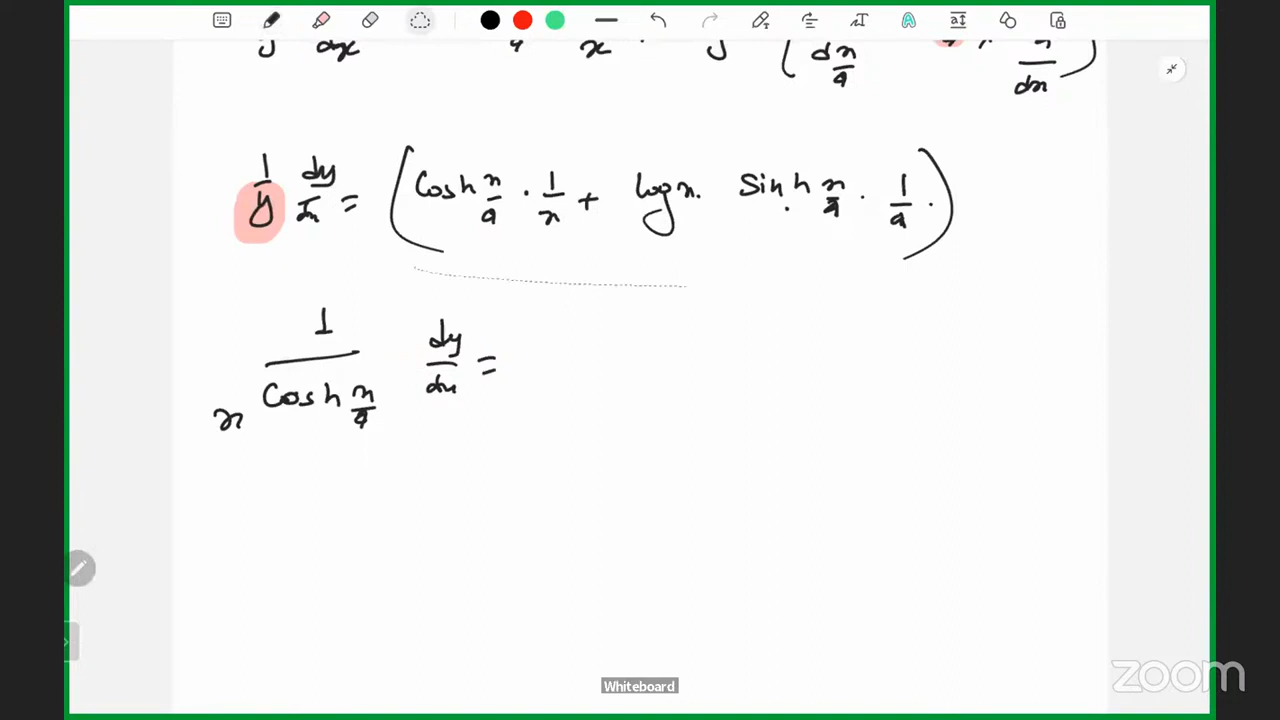 1/y dy/dx = (Cosh x/a · 1/x + log x. Sinh x/a · 1/a .)
1/(x Cosh x/a) dy/dx =
Whiteboard
zoom